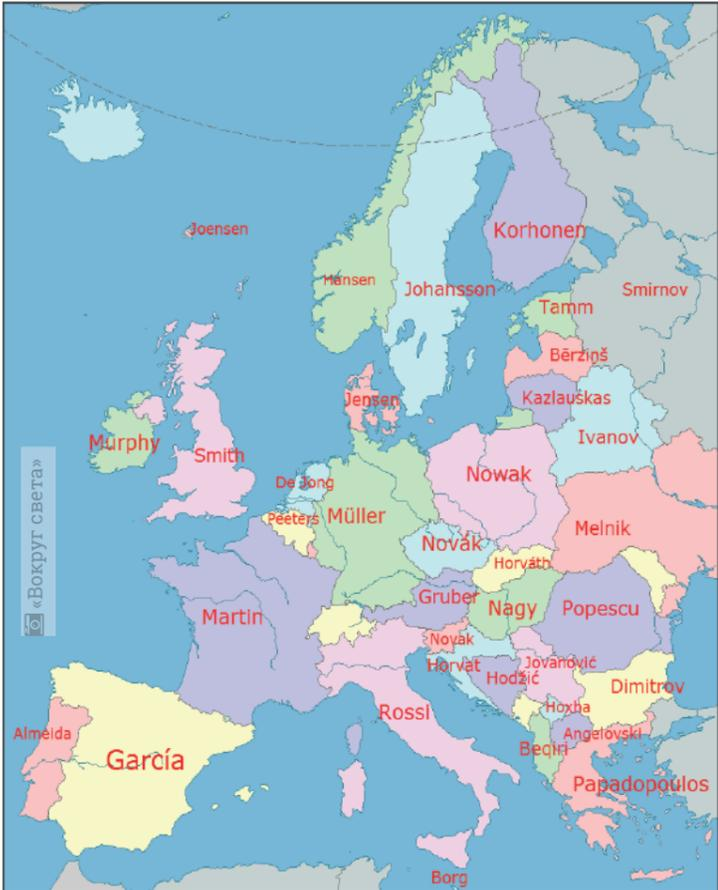 Joensen
Korhonen
Hansen
Johansson
Smirnov
Tamm
Bērziņš
Jensen
Kazlauskas
Ivanov
Murphy
Smith
Nowak
De Jong
Peeters
Müller
Melnik
Novák
Horváth
Martin
Gruber
Nagy
Popescu
Novak
Horvat
Jovanović
Hodžić
Dimitrov
Rossi
Hoxha
Almeida
Angelovski
Beqiri
García
Papadopoulos
Borg
«Вокруг света»